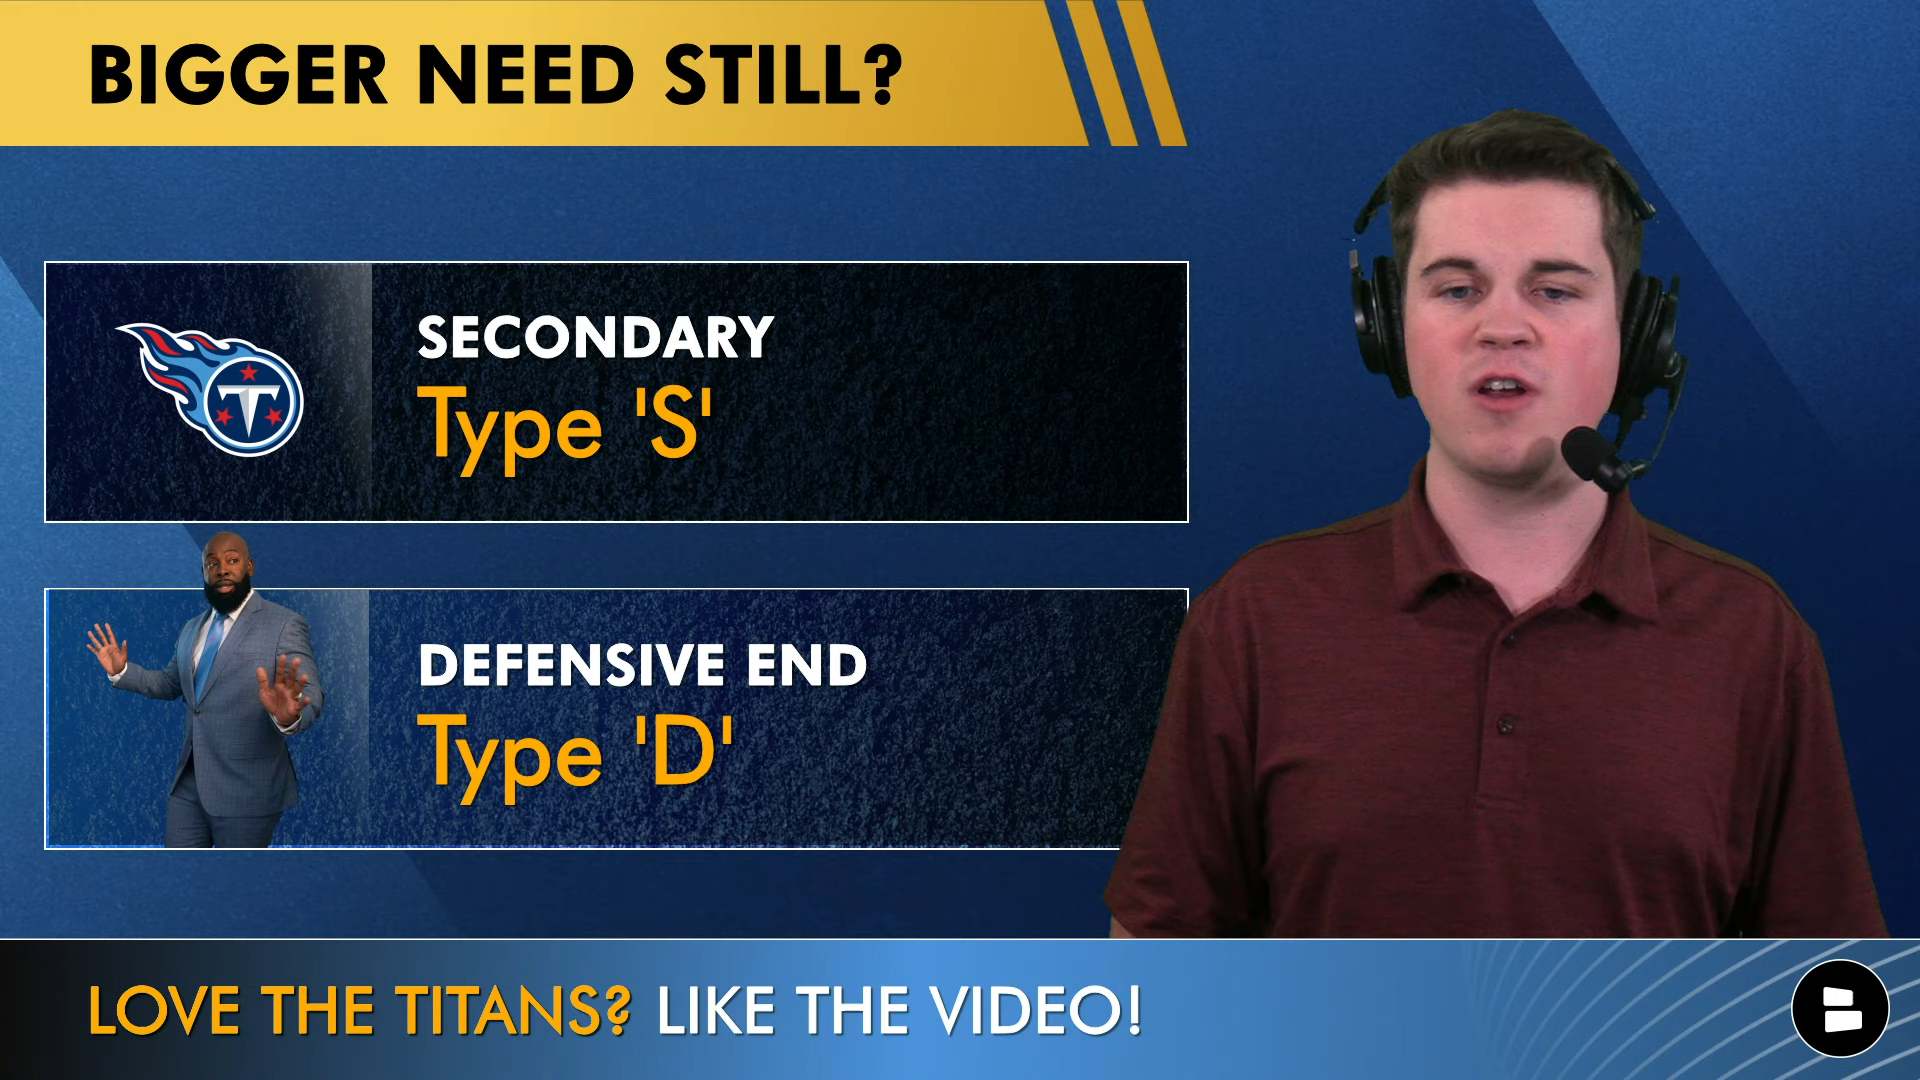 BIGGER NEED STILL?
SECONDARY
Type 'S'
DEFENSIVE END
Type 'D'
LOVE THE TITANS? LIKE THE VIDEO!